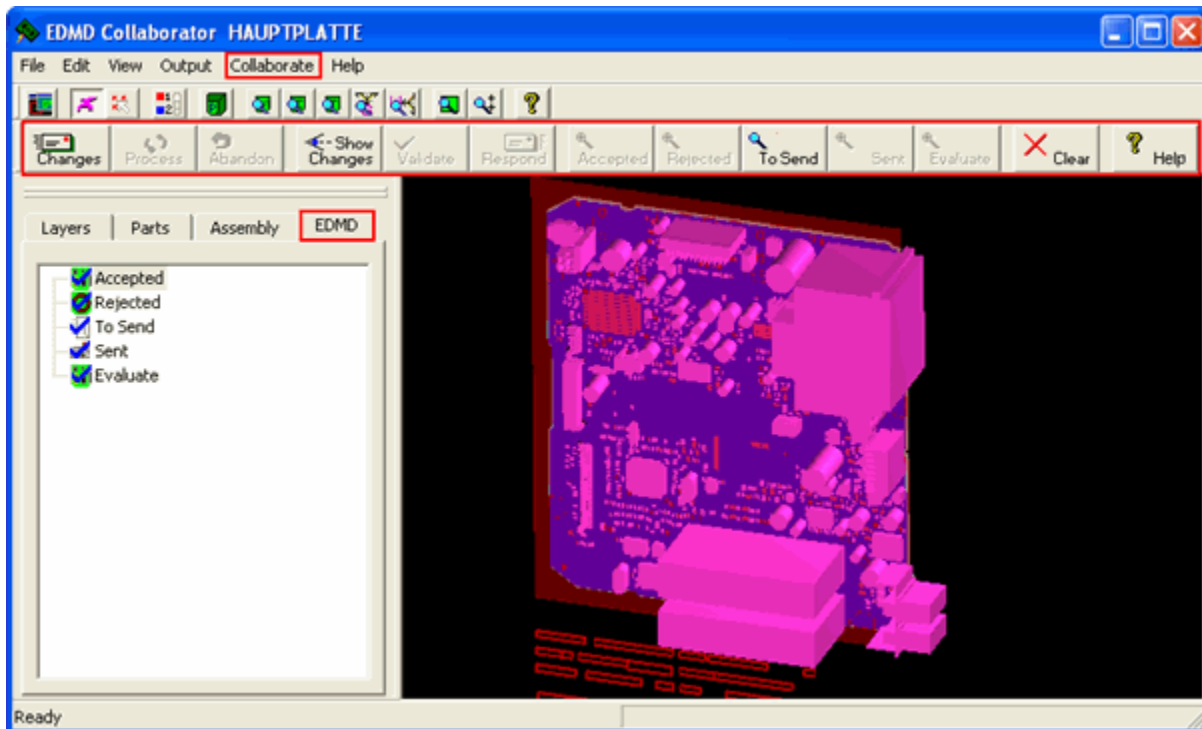 EDMD Collaborator HAUPTPLATTE
File Edit View Output Collaborate Help
Changes Process Abandon Show Changes Validate Respond Accepted Rejected To Send Sent Evaluate Clear Help
Layers Parts Assembly EDMD
Accepted
Rejected
To Send
Sent
Evaluate
Ready